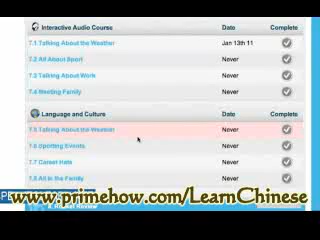 Interactive Audio Course Date Complete
7.1 Talking About the Weather Jan 13th 11
7.2 All About Sport Never
7.3 Talking About Work Never
7.4 Meeting Family Never
Language and Culture Date Complete
7.5 Talking About the Weather Never
7.6 Sporting Events Never
7.7 Career Hats Never
7.8 All in the Family Never
www.primehow.com/LearnChinese